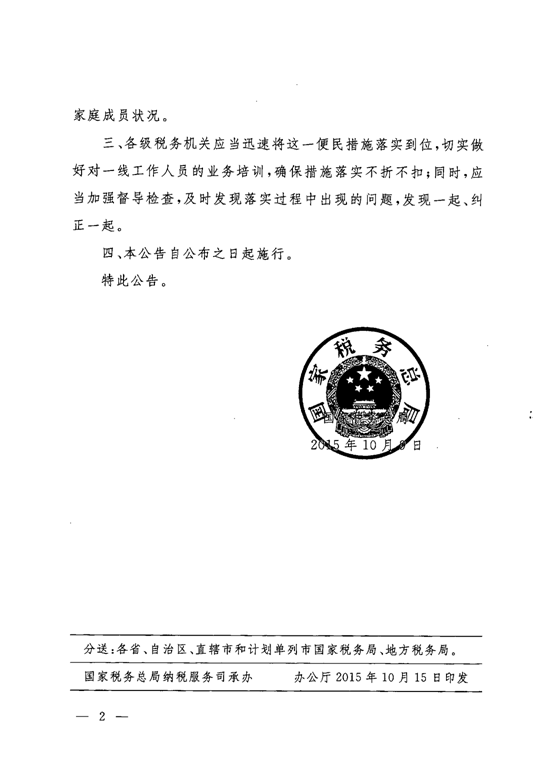 家庭成员状况。
三、各级税务机关应当迅速将这一便民措施落实到位,切实做
好对一线工作人员的业务培训,确保措施落实不折不扣;同时,应
当加强督导检查,及时发现落实过程中出现的问题,发现一起、纠
正一起。
四、本公告自公布之日起施行。
特此公告。
国家税务总局
2015年10月 日
分送:各省、自治区、直辖市和计划单列市国家税务局、地方税务局。
国家税务总局纳税服务司承办 办公厅2015年10月15日印发
— 2 —